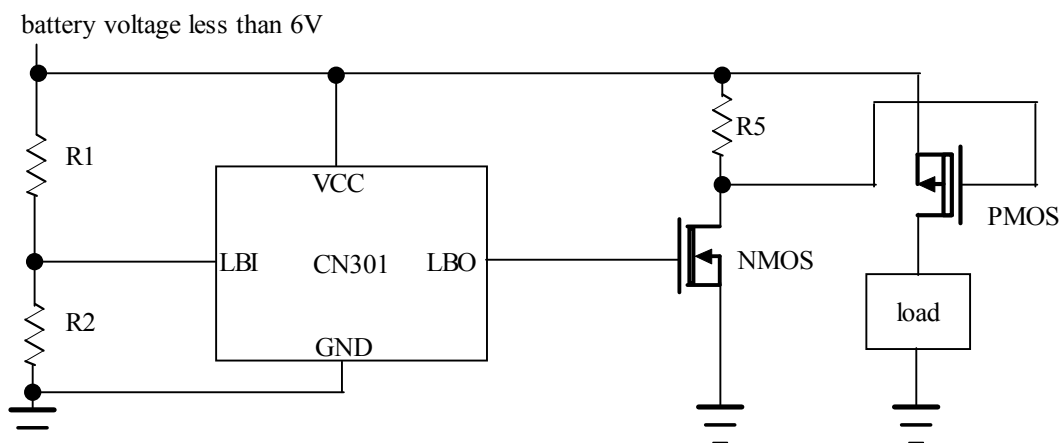 battery voltage less than 6V
R1
R5
VCC
PMOS
LBI
CN301
LBO
NMOS
R2
load
GND